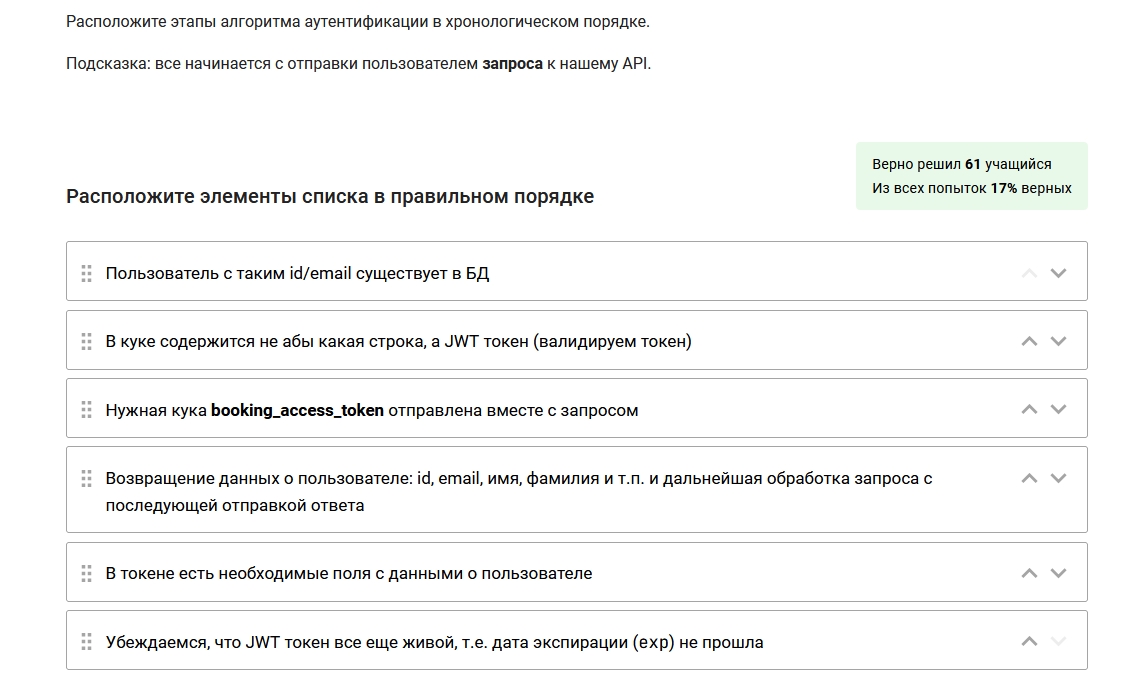 Расположите этапы алгоритма аутентификации в хронологическом порядке.
Подсказка: все начинается с отправки пользователем запроса к нашему API.
Верно решил 61 учащийся
Из всех попыток 17% верных
Расположите элементы списка в правильном порядке
Пользователь с таким id/email существует в БД
В куке содержится не абы какая строка, а JWT токен (валидируем токен)
Нужная кука booking_access_token отправлена вместе с запросом
Возвращение данных о пользователе: id, email, имя, фамилия и т.п. и дальнейшая обработка запроса с
последующей отправкой ответа
В токене есть необходимые поля с данными о пользователе
Убеждаемся, что JWT токен все еще живой, т.е. дата экспирации (exp) не прошла